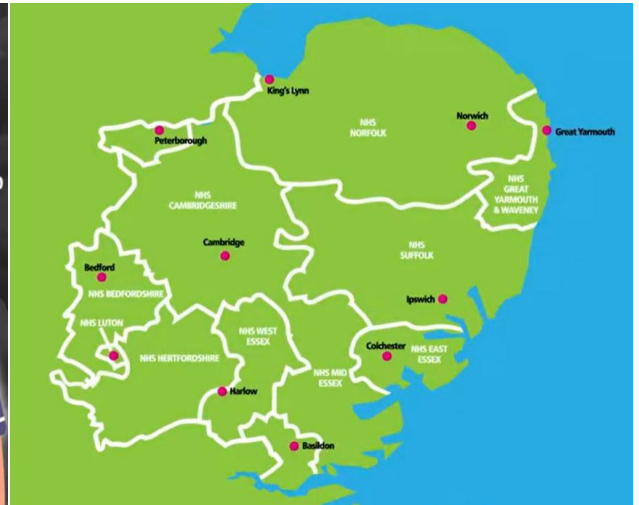 King's Lynn
NHS
NORFOLK
Norwich
Great Yarmouth
Peterborough
NHS
GREAT
YARMOUTH
& WAVENEY
NHS
CAMBRIDGESHIRE
Cambridge
NHS
SUFFOLK
Bedford
NHS BEDFORDSHIRE
Ipswich
NHS LUTON
NHS HERTFORDSHIRE
NHS WEST
ESSEX
Colchester
NHS EAST
ESSEX
NHS MID
ESSEX
Harlow
Basildon